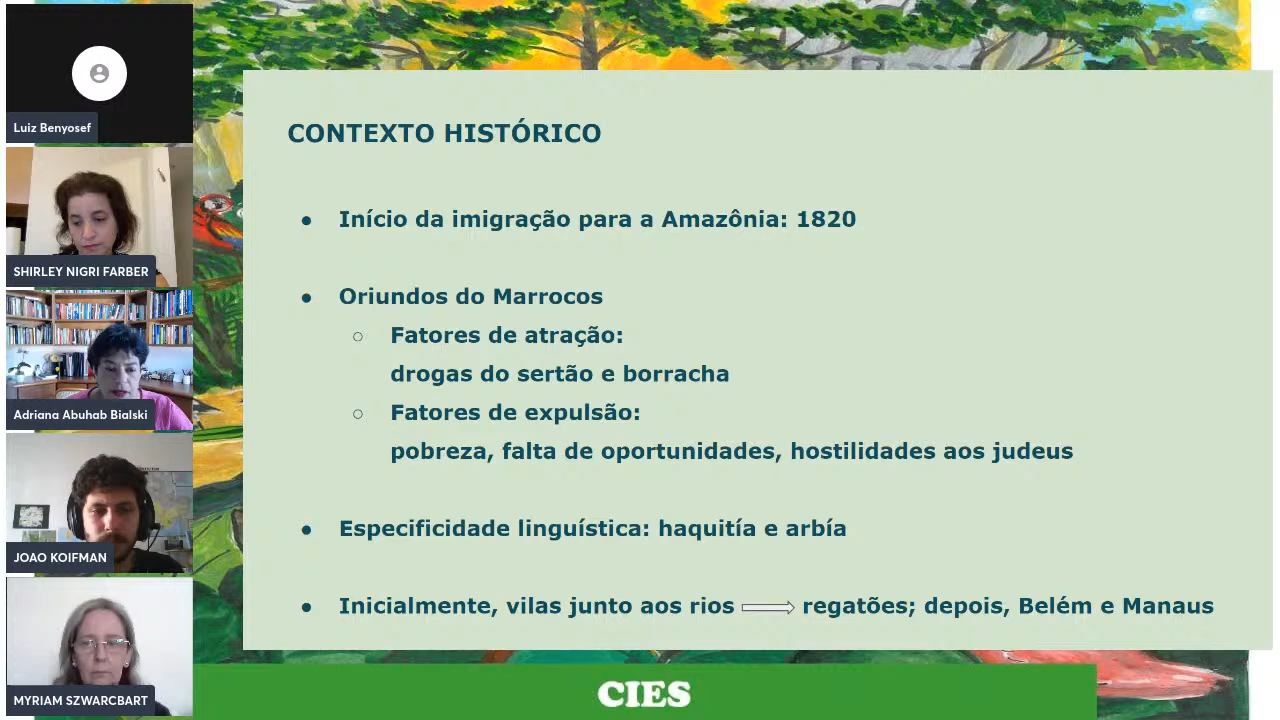 Luiz Benyosef
SHIRLEY NIGRI FARBER
Adriana Abuhab Bialski
JOAO KOIFMAN
MYRIAM SZWARCBART
CONTEXTO HISTÓRICO
● Início da imigração para a Amazônia: 1820
● Oriundos do Marrocos
○ Fatores de atração:
drogas do sertão e borracha
○ Fatores de expulsão:
pobreza, falta de oportunidades, hostilidades aos judeus
● Especificidade linguística: haquitía e arbía
● Inicialmente, vilas junto aos rios ⟹ regatões; depois, Belém e Manaus
CIES